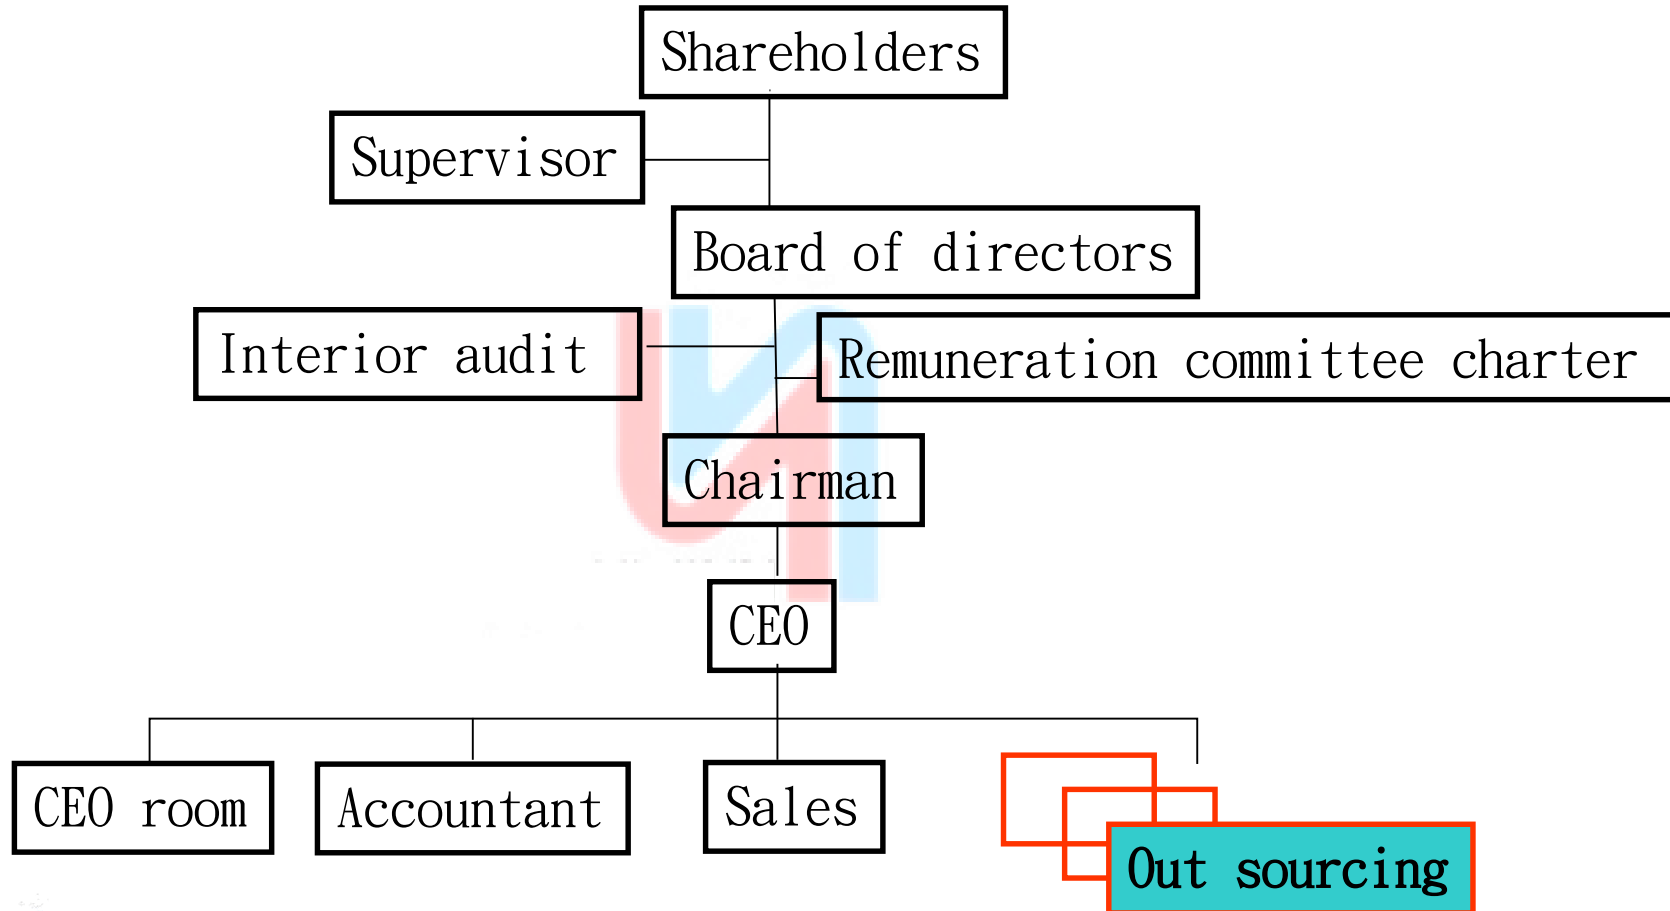 Shareholders
Supervisor
Board of directors
Interior audit
Remuneration committee charter
Chairman
CEO
CEO room
Accountant
Sales
Out sourcing